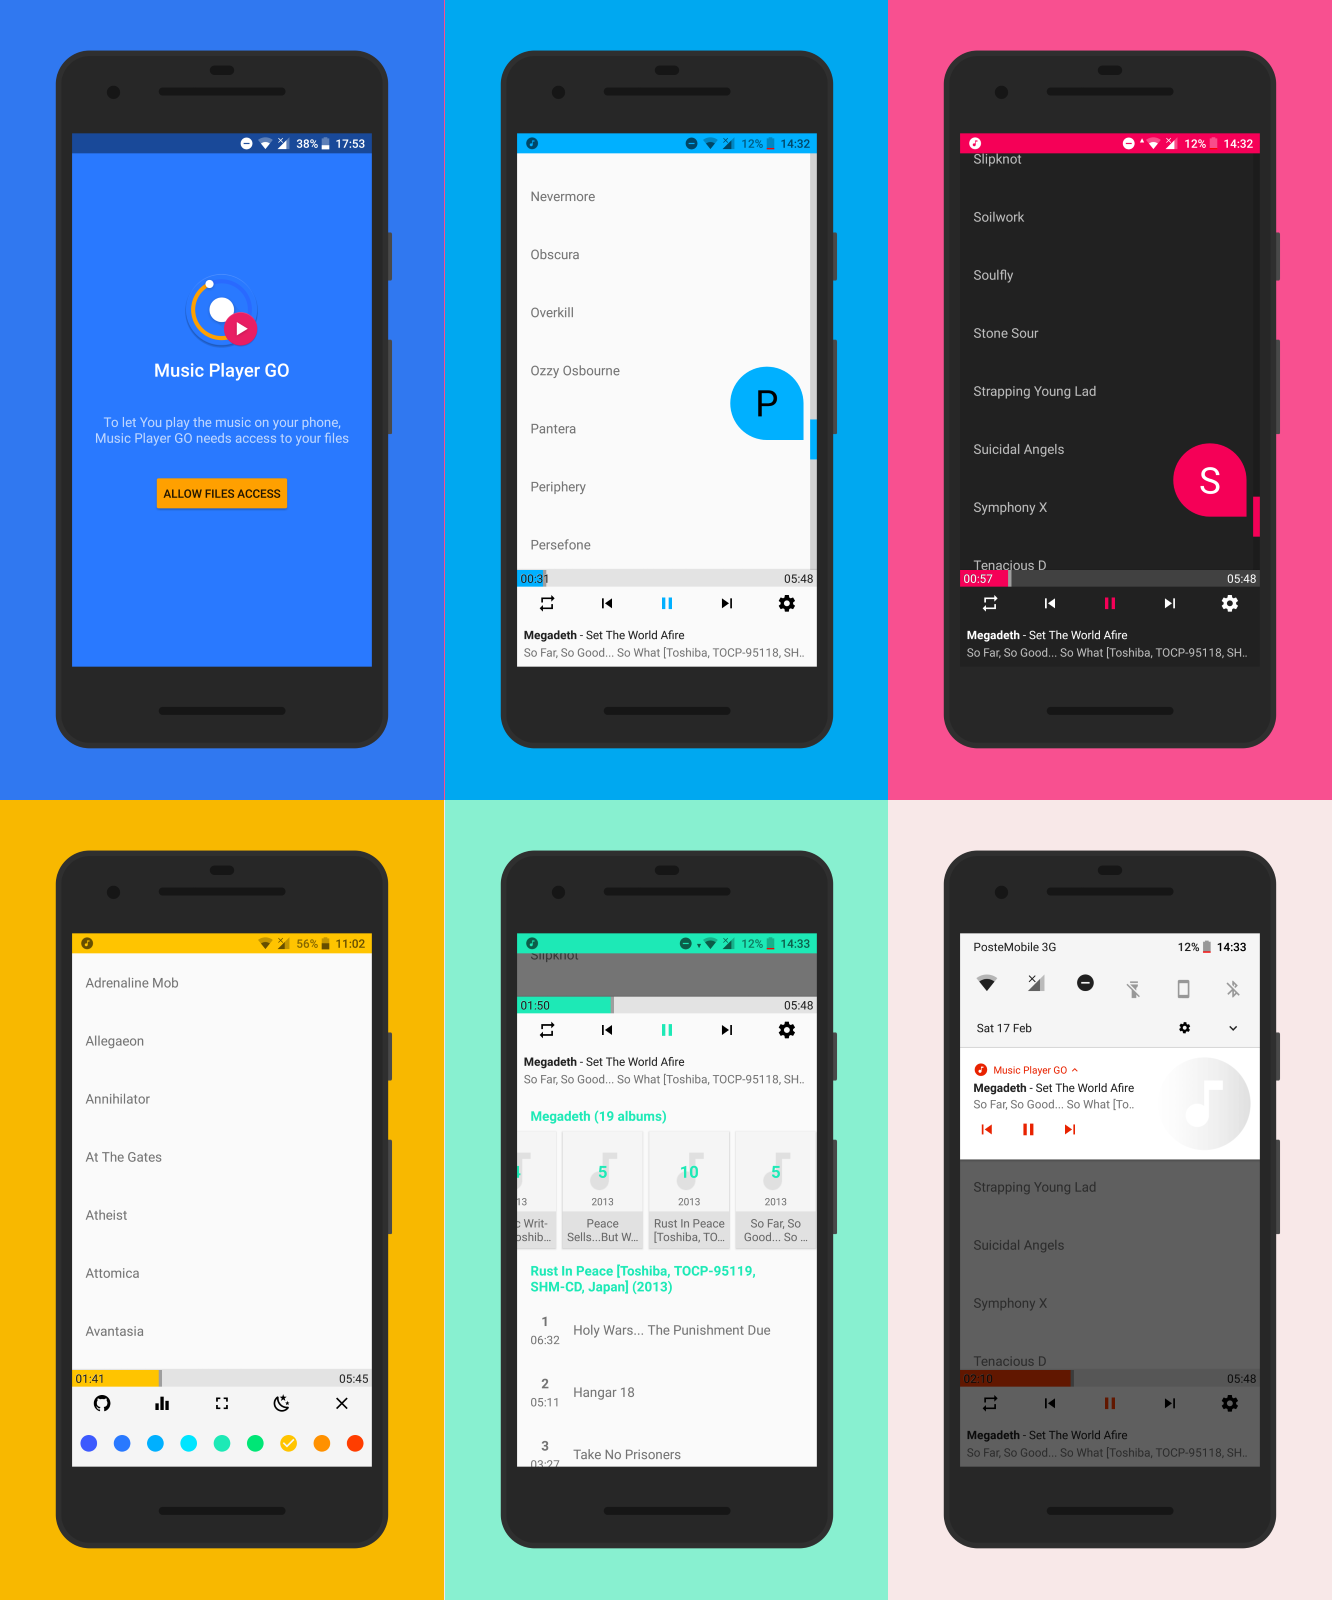 38% 17:53
Music Player GO
To let You play the music on your phone,
Music Player GO needs access to your files
ALLOW FILES ACCESS
12% 14:32
Nevermore
Obscura
Overkill
Ozzy Osbourne
P
Pantera
Periphery
Persefone
00:31 05:48
Megadeth - Set The World Afire
So Far, So Good... So What [Toshiba, TOCP-95118, SH..
12% 14:32
Slipknot
Soilwork
Soulfly
Stone Sour
Strapping Young Lad
Suicidal Angels
S
Symphony X
Tenacious D
00:57 05:48
Megadeth - Set The World Afire
So Far, So Good... So What [Toshiba, TOCP-95118, SH..
56% 11:02
Adrenaline Mob
Allegaeon
Annihilator
At The Gates
Atheist
Attomica
Avantasia
01:41 05:45
12% 14:33
Slipknot
01:50 05:48
Megadeth - Set The World Afire
So Far, So Good... So What [Toshiba, TOCP-95118, SH..
Megadeth (19 albums)
5 10 5
13 2013 2013 2013
c Writ- Peace Rust In Peace So Far, So
oshib... Sells...But W... [Toshiba, TO... Good... So ...
Rust In Peace [Toshiba, TOCP-95119,
SHM-CD, Japan] (2013)
1
06:32 Holy Wars... The Punishment Due
2
05:11 Hangar 18
3
03:27 Take No Prisoners
PosteMobile 3G 12% 14:33
Sat 17 Feb
Music Player GO
Megadeth - Set The World Afire
So Far, So Good... So What [To..
Strapping Young Lad
Suicidal Angels
Symphony X
Tenacious D
02:10 05:48
Megadeth - Set The World Afire
So Far, So Good... So What [Toshiba, TOCP-95118, SH..